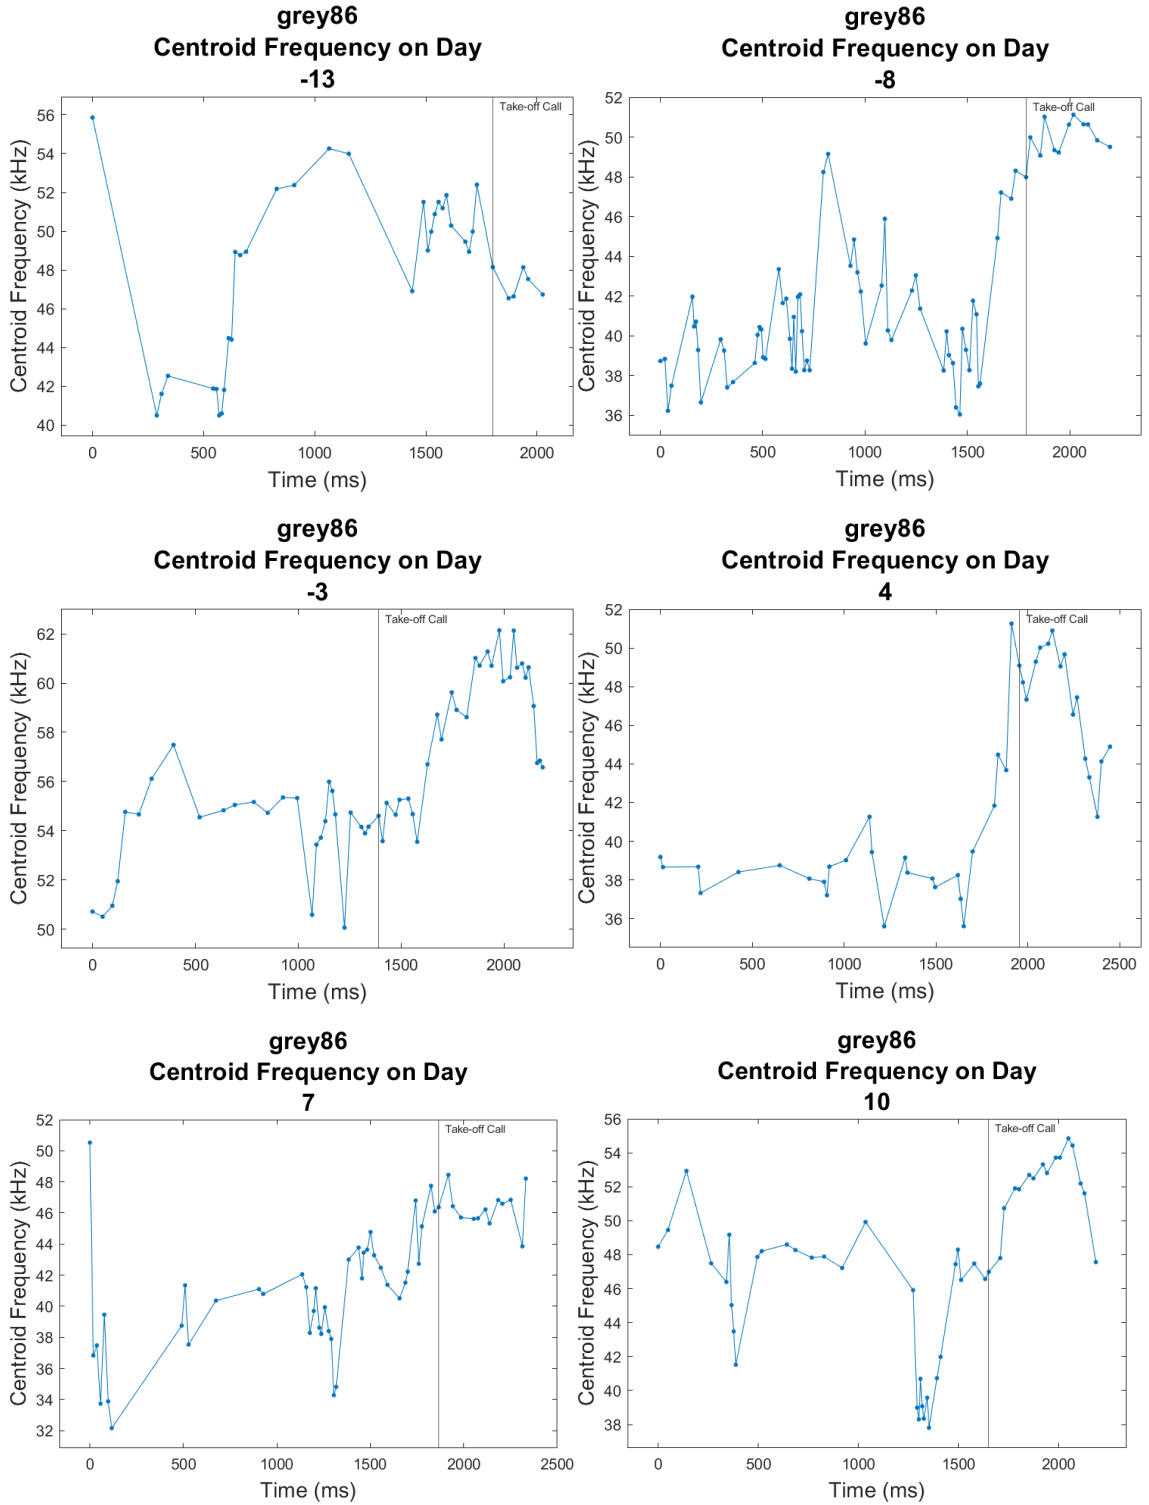 grey86
Centroid Frequency on Day
-13
Take-off Call
56
54
52
50
48
46
44
42
40
Centroid Frequency (kHz)
0 500 1000 1500 2000
Time (ms)
grey86
Centroid Frequency on Day
-8
Take-off Call
52
50
48
46
44
42
40
38
36
Centroid Frequency (kHz)
0 500 1000 1500 2000
Time (ms)
grey86
Centroid Frequency on Day
-3
Take-off Call
62
60
58
56
54
52
50
Centroid Frequency (kHz)
0 500 1000 1500 2000
Time (ms)
grey86
Centroid Frequency on Day
4
Take-off Call
52
50
48
46
44
42
40
38
36
Centroid Frequency (kHz)
0 500 1000 1500 2000 2500
Time (ms)
grey86
Centroid Frequency on Day
7
Take-off Call
52
50
48
46
44
42
40
38
36
34
32
Centroid Frequency (kHz)
0 500 1000 1500 2000 2500
Time (ms)
grey86
Centroid Frequency on Day
10
Take-off Call
56
54
52
50
48
46
44
42
40
38
Centroid Frequency (kHz)
0 500 1000 1500 2000
Time (ms)